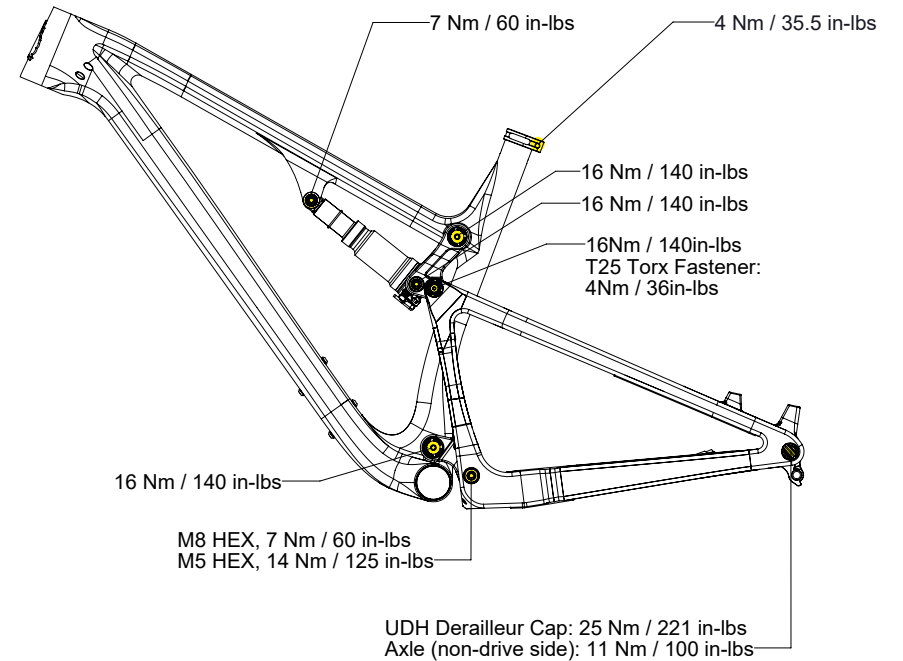 7 Nm / 60 in-lbs
4 Nm / 35.5 in-lbs
16 Nm / 140 in-lbs
16 Nm / 140 in-lbs
16Nm / 140in-lbs
T25 Torx Fastener:
4Nm / 36in-lbs
16 Nm / 140 in-lbs
M8 HEX, 7 Nm / 60 in-lbs
M5 HEX, 14 Nm / 125 in-lbs
UDH Derailleur Cap: 25 Nm / 221 in-lbs
Axle (non-drive side): 11 Nm / 100 in-lbs